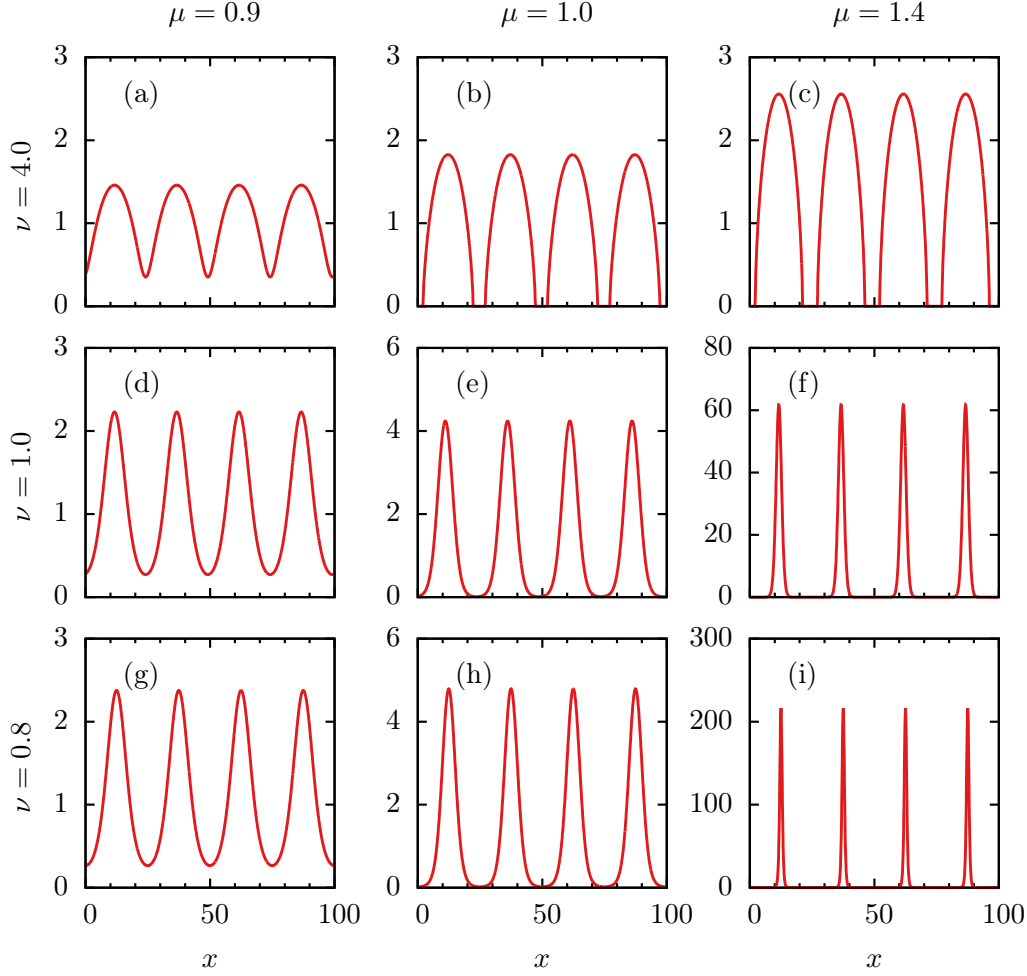 μ = 0.9 μ = 1.0 μ = 1.4
ν = 4.0
3 2 1 0 (a)
3 2 1 0 (b)
3 2 1 0 (c)
ν = 1.0
3 2 1 0 (d)
6 4 2 0 (e)
80 60 40 20 0 (f)
ν = 0.8
3 2 1 0 (g)
6 4 2 0 (h)
300 200 100 0 (i)
0 50 100 0 50 100 0 50 100
x x x